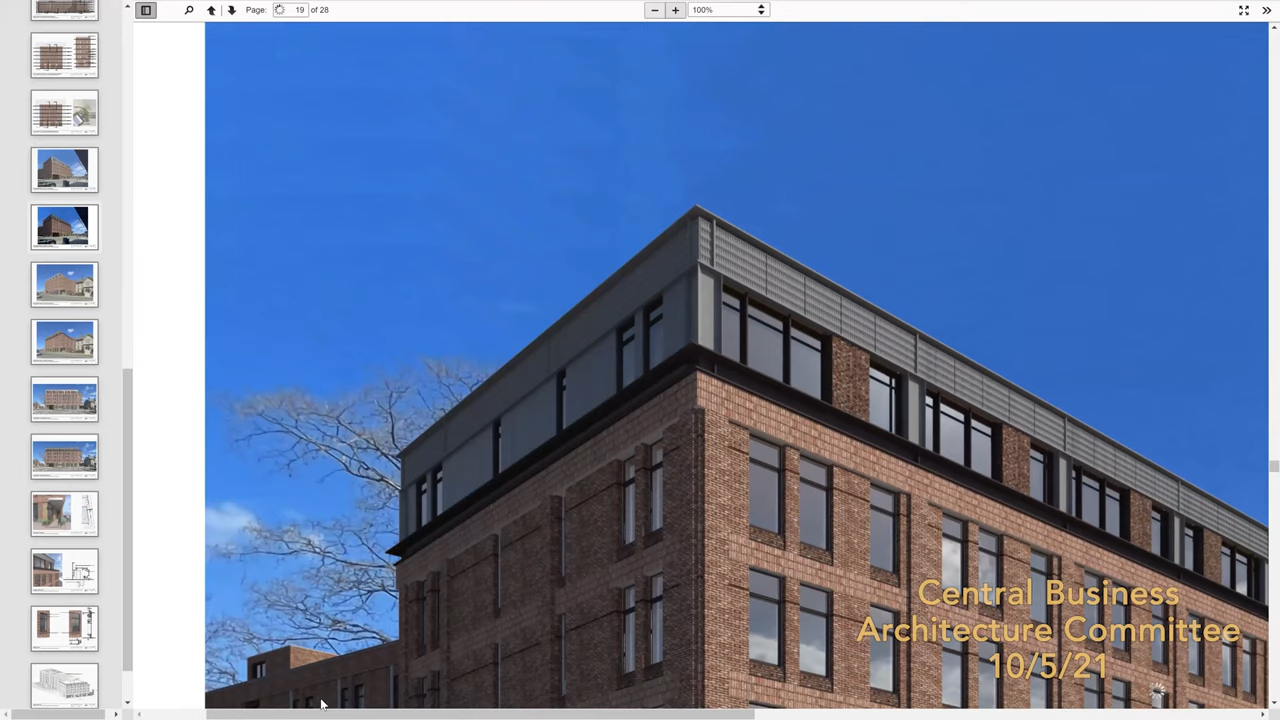 Page: 19 of 28
100%
Central Business
Architecture Committee
10/5/21